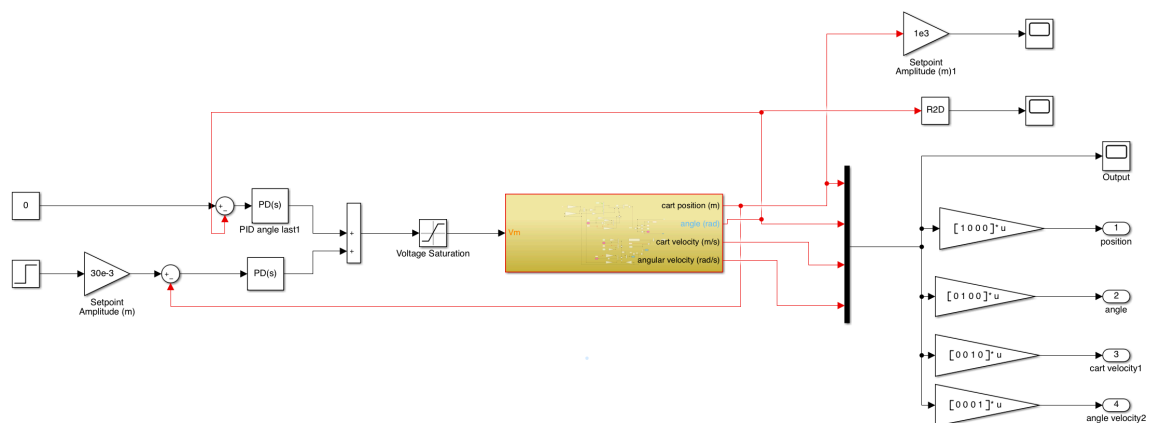 1e3
Setpoint
Amplitude (m)1
R2D
Output
0
+
−
PD(s)
PID angle last1
+
+
Voltage Saturation
Vm
cart position (m)
angle (rad)
cart velocity (m/s)
angular velocity (rad/s)
30e-3
Setpoint
Amplitude (m)
+
−
PD(s)
[ 1 0 0 0 ]* u
1
position
[ 0 1 0 0 ]* u
2
angle
[ 0 0 1 0 ]* u
3
cart velocity1
[ 0 0 0 1 ]* u
4
angle velocity2